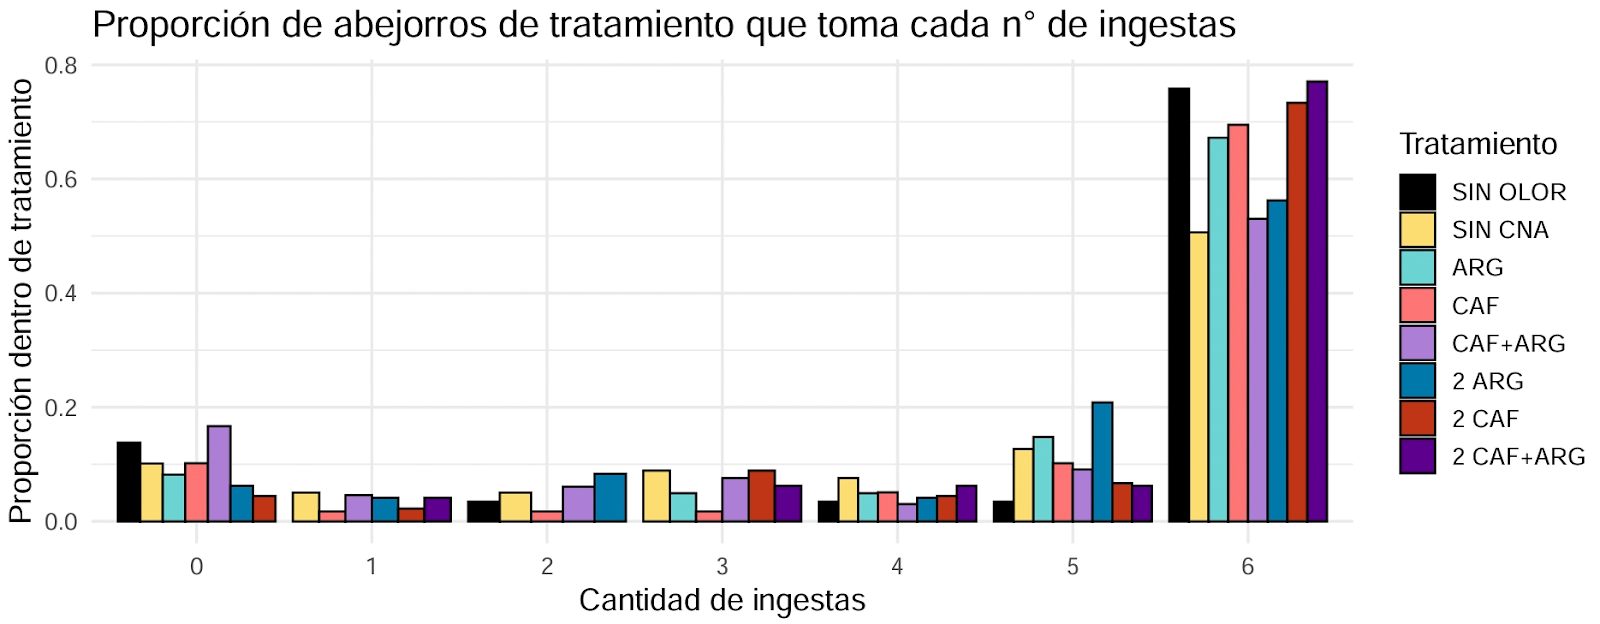 Proporción de abejorros de tratamiento que toma cada n° de ingestas
Proporción dentro de tratamiento
0.8
0.6
0.4
0.2
0.0
0 1 2 3 4 5 6
Cantidad de ingestas
Tratamiento
SIN OLOR
SIN CNA
ARG
CAF
CAF+ARG
2 ARG
2 CAF
2 CAF+ARG